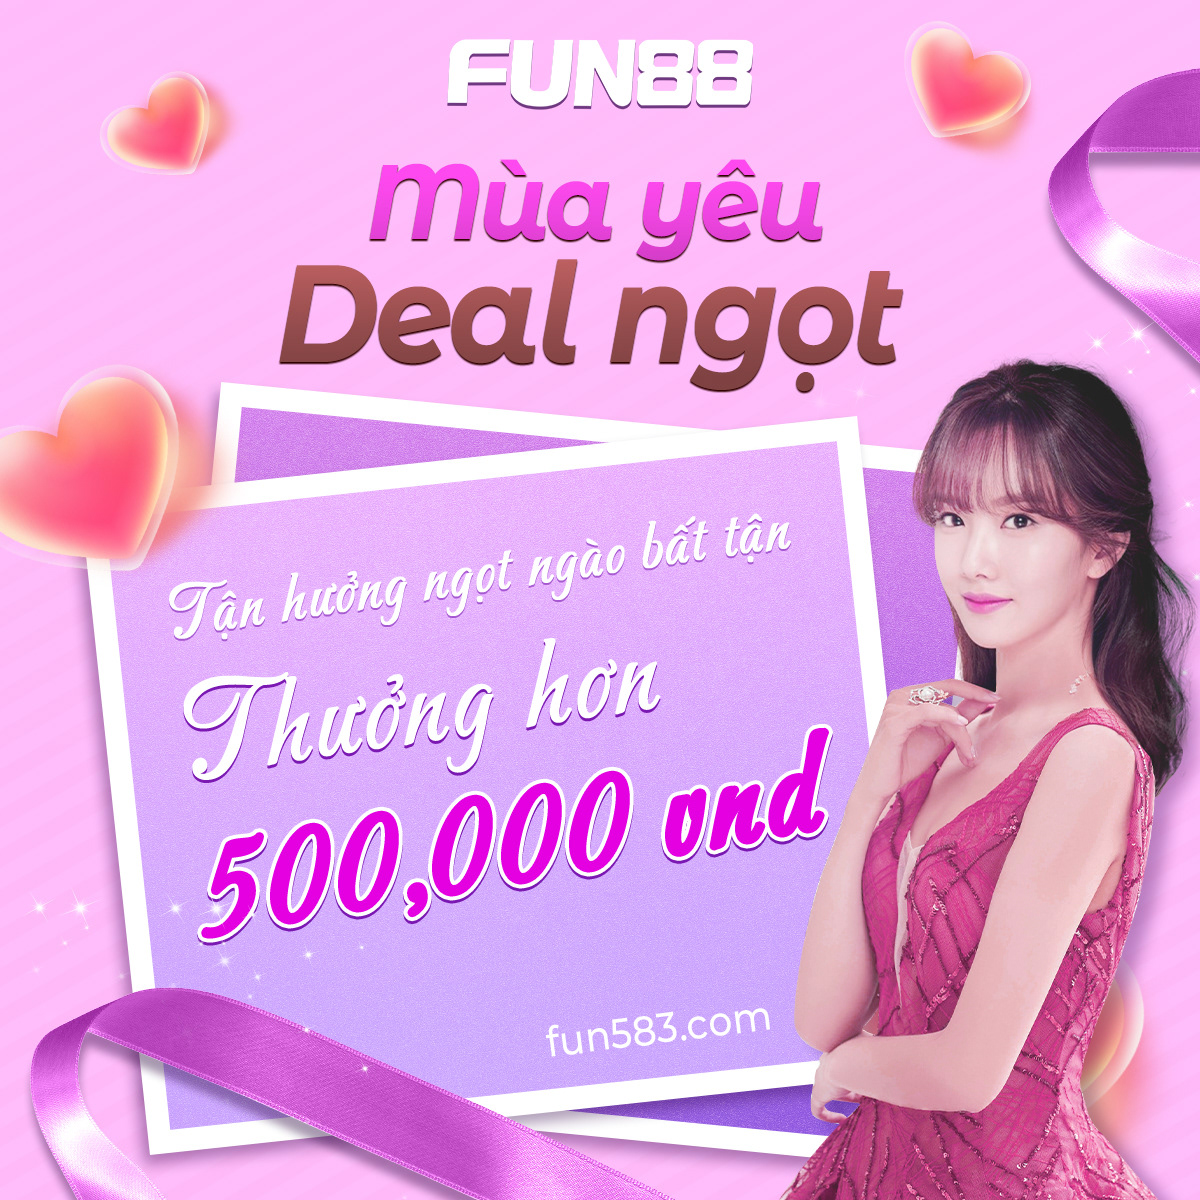 FUN88
Mùa yêu
Deal ngọt
Tận hưởng ngọt ngào bất tận
Thưởng hơn
500,000 vnd
fun583.com